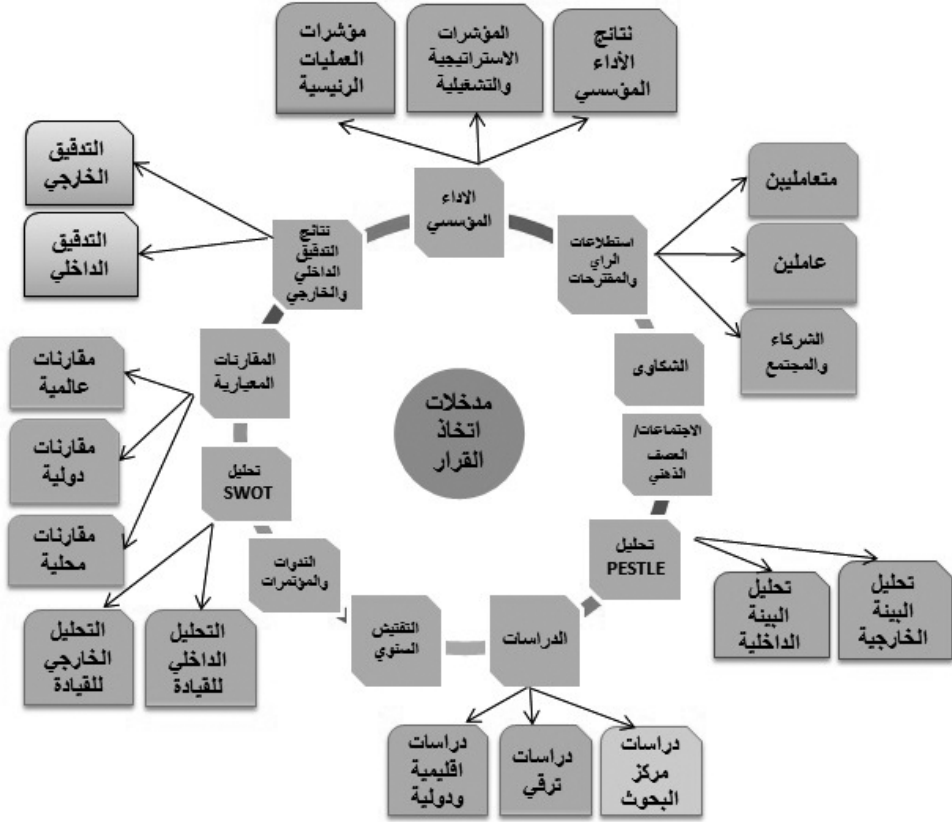 مؤشرات
العمليات
الرئيسية
المؤشرات
الاستراتيجية
والتشغيلية
نتائج
الأداء
المؤسسي
التدقيق
الخارجي
التدقيق
الداخلي
الاداء
المؤسسي
نتائج
التدقيق
الداخلي
والخارجي
استطلاعات
الراي
والمقترحات
متعامليين
عاملين
الشركاء
والمجتمع
المقارنات
المعيارية
مقارنات
عالمية
مقارنات
دولية
مقارنات
محلية
الشكاوى
مدخلات
اتخاذ
القرار
الاجتماعات/
العصف
الذهني
تحليل
SWOT
تحليل
PESTLE
الندوات
والمؤتمرات
التفتيش
السنوي
الدراسات
التحليل
الخارجي
للقيادة
التحليل
الداخلي
للقيادة
تحليل
البيئة
الداخلية
تحليل
البيئة
الخارجية
دراسات
اقليمية
ودولية
دراسات
ترقي
دراسات
مركز
البحوث